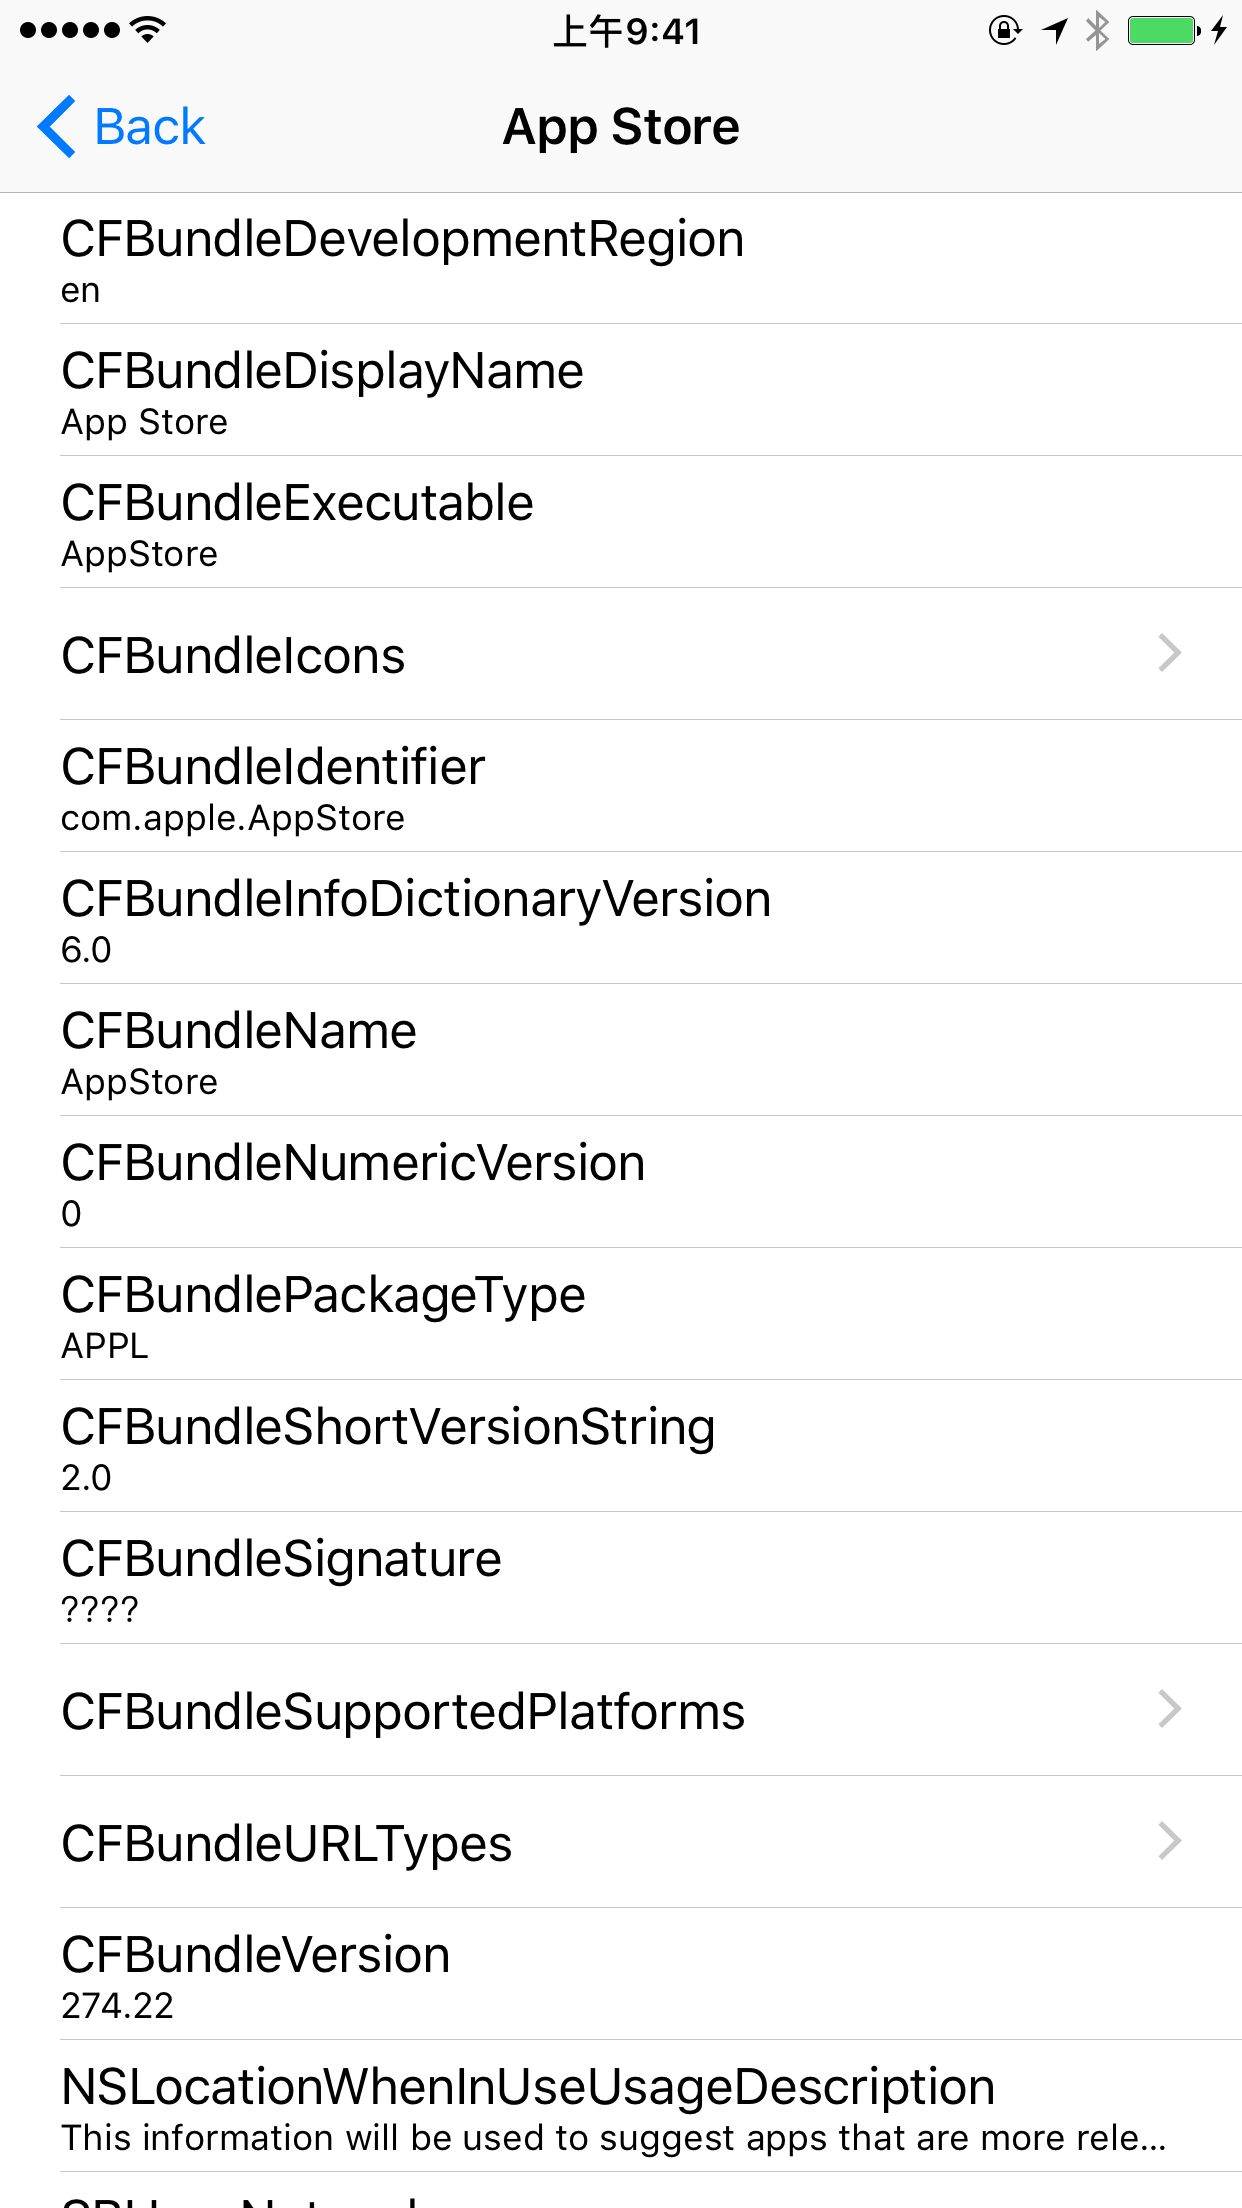 上午9:41
Back
App Store
CFBundleDevelopmentRegion
en
CFBundleDisplayName
App Store
CFBundleExecutable
AppStore
CFBundleIcons
CFBundleIdentifier
com.apple.AppStore
CFBundleInfoDictionaryVersion
6.0
CFBundleName
AppStore
CFBundleNumericVersion
0
CFBundlePackageType
APPL
CFBundleShortVersionString
2.0
CFBundleSignature
????
CFBundleSupportedPlatforms
CFBundleURLTypes
CFBundleVersion
274.22
NSLocationWhenInUseUsageDescription
This information will be used to suggest apps that are more rele...